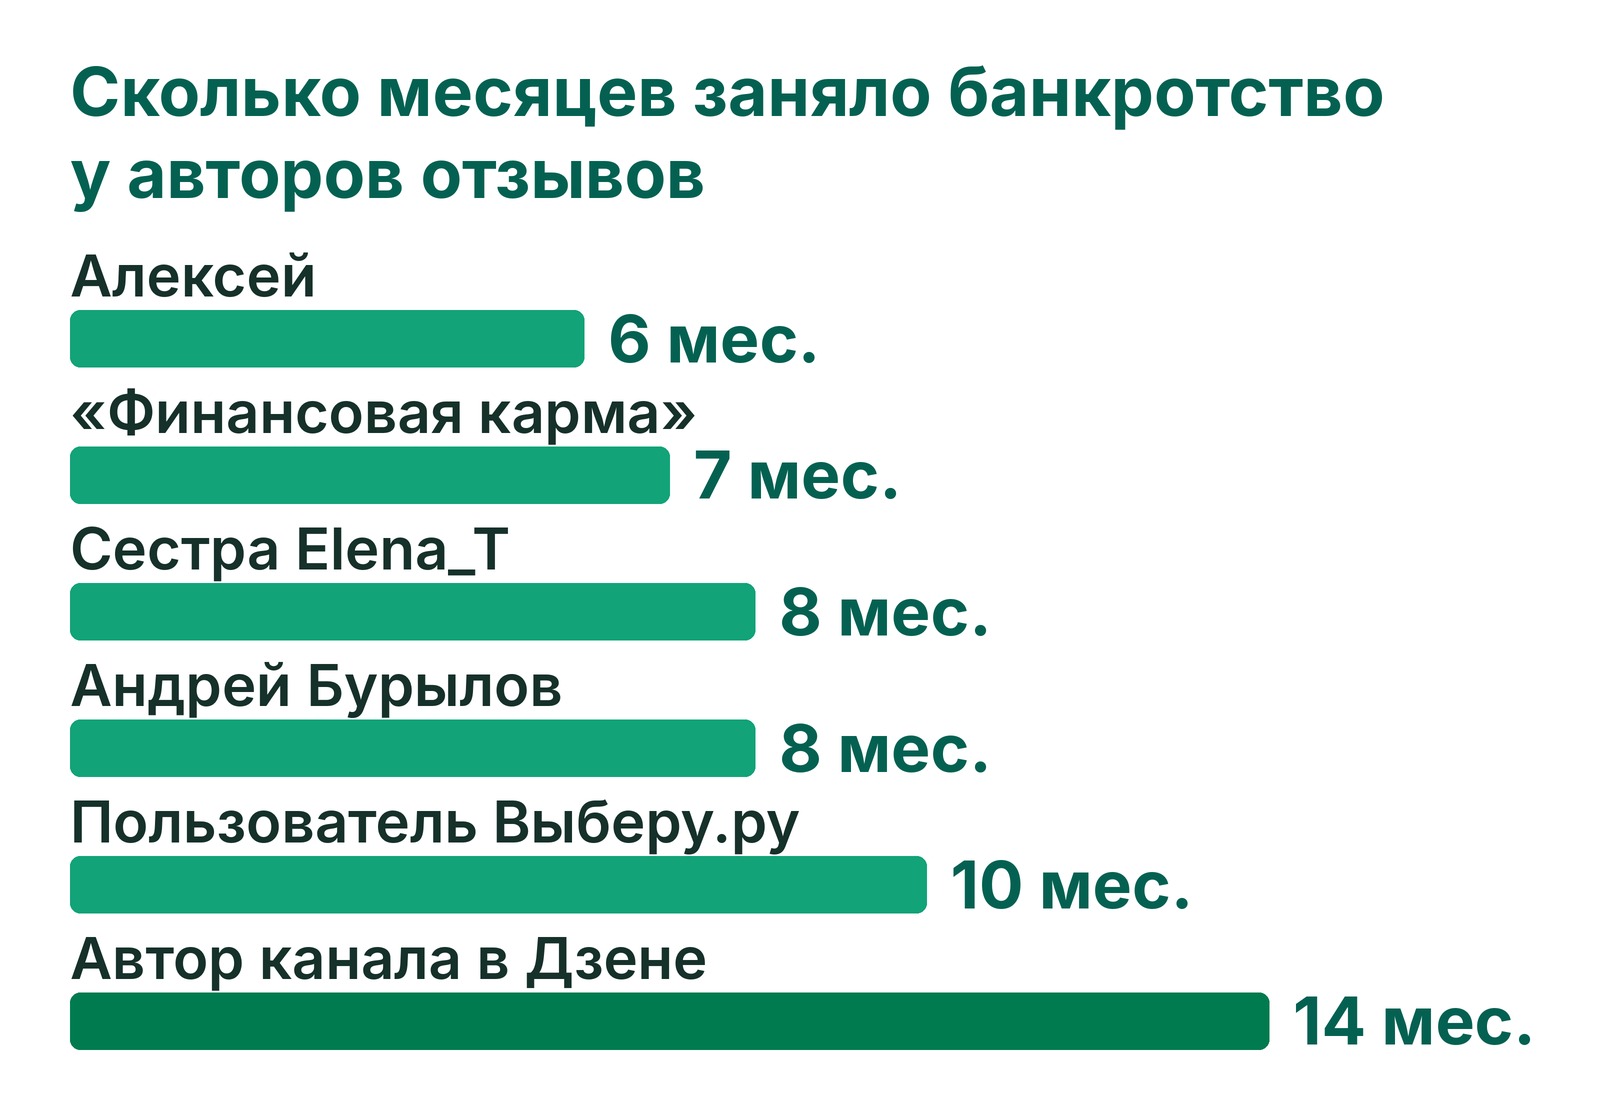 Сколько месяцев заняло банкротство
у авторов отзывов
Алексей
6 мес.
«Финансовая карма»
7 мес.
Сестра Elena_T
8 мес.
Андрей Бурылов
8 мес.
Пользователь Выберу.ру
10 мес.
Автор канала в Дзене
14 мес.